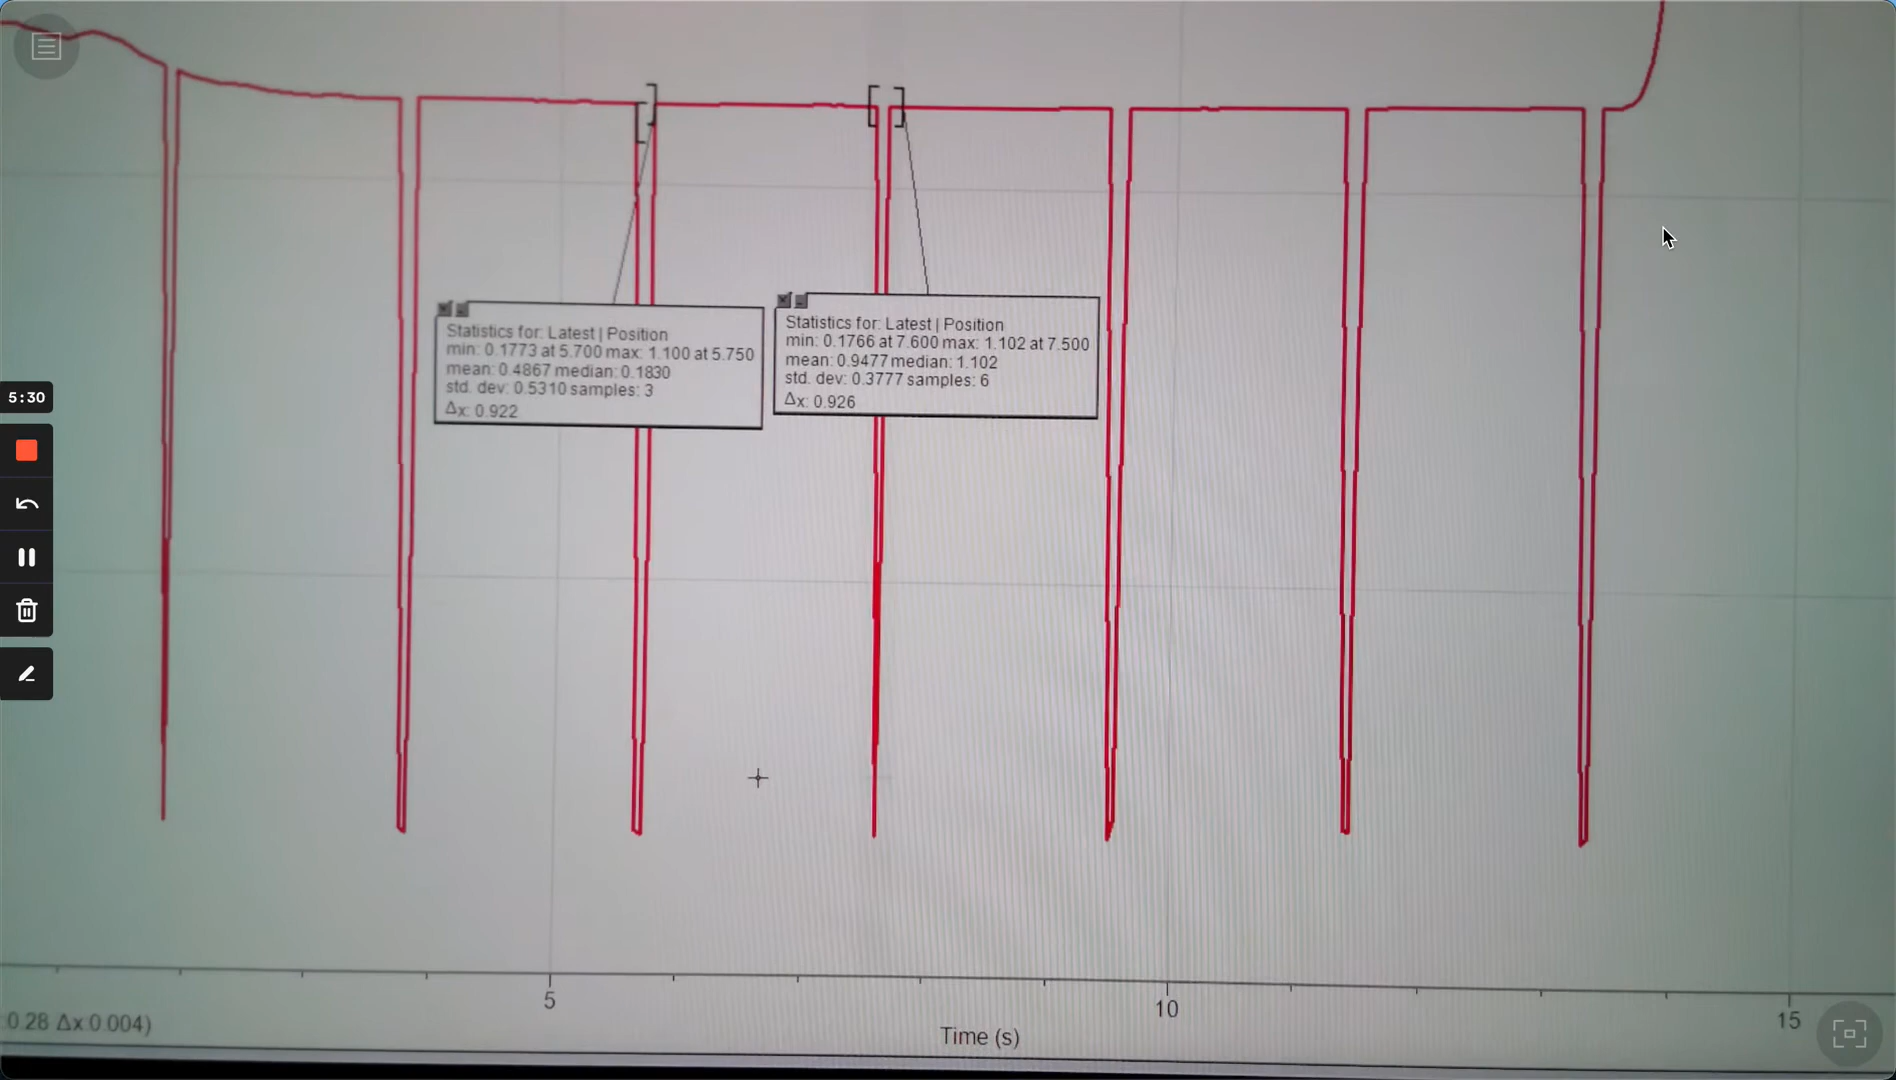 Statistics for: Latest | Position
min: 0.1773 at 5.700 max: 1.100 at 5.750
mean: 0.4867 median: 0.1830
std. dev: 0.5310 samples: 3
Δx: 0.922
Statistics for: Latest | Position
min: 0.1766 at 7.600 max: 1.102 at 7.500
mean: 0.9477 median: 1.102
std. dev: 0.3777 samples: 6
Δx: 0.926
5:30
5
10
15
0.28 Δx:0.004)
Time (s)